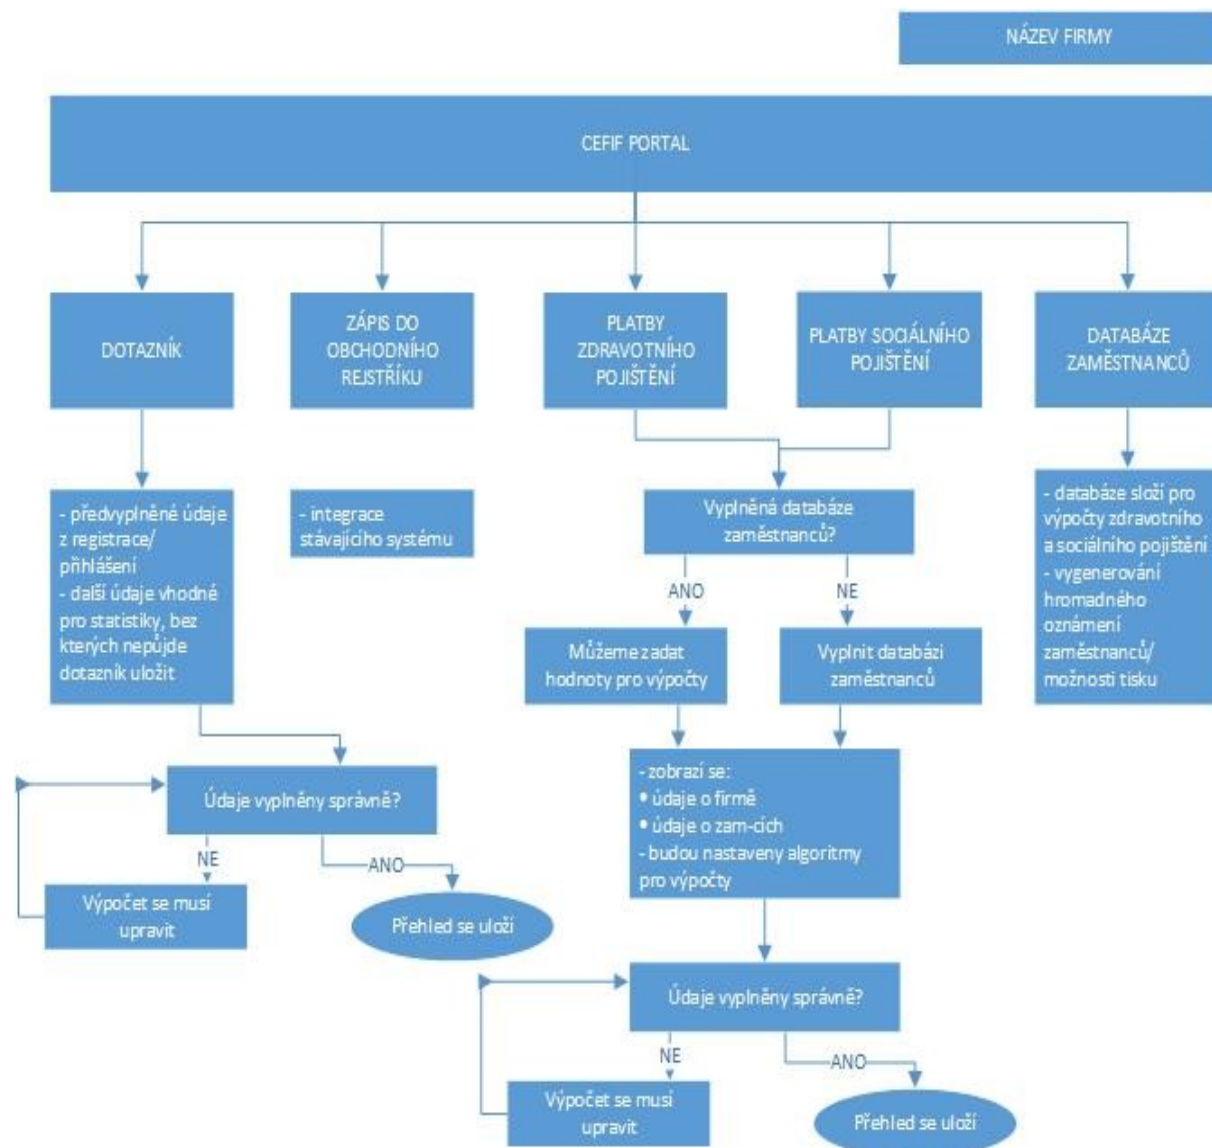 NÁZEV FIRMY
CEFIF PORTAL
DOTAZNÍK
ZÁPIS DO
OBCHODNÍHO
REJSTŘÍKU
PLATBY
ZDRAVOTNÍHO
POJIŠTĚNÍ
PLATBY SOCIÁLNÍHO
POJIŠTĚNÍ
DATABÁZE
ZAMĚSTNANCŮ
- předvyplněné údaje
z registrace/
přihlášení
- další údaje vhodné
pro statistiky, bez
kterých nepůjde
dotazník uložit
- integrace
stávajícího systému
Vyplněná databáze
zaměstnanců?
- databáze složí pro
výpočty zdravotního
a sociálního pojištění
- vygenerování
hromadného
oznámení
zaměstnanců/
možnosti tisku
ANO
NE
Můžeme zadat
hodnoty pro výpočty
Vyplnit databázi
zaměstnanců
- zobrazí se:
• údaje o firmě
• údaje o zam-cích
- budou nastaveny algoritmy
pro výpočty
Údaje vyplněny správně?
NE
ANO
Výpočet se musí
upravit
Přehled se uloží
Údaje vyplněny správně?
NE
ANO
Výpočet se musí
upravit
Přehled se uloží